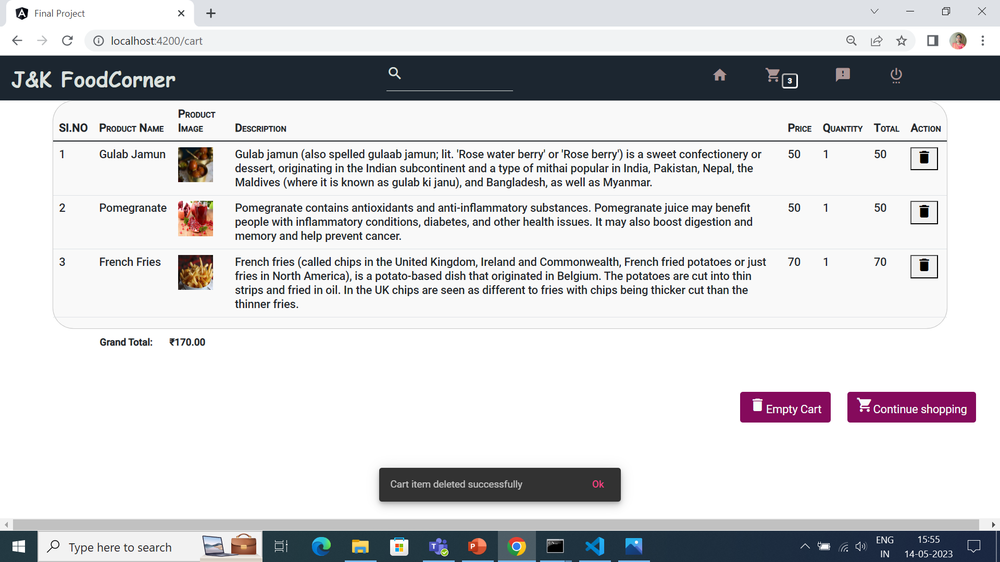 Final Project
localhost:4200/cart
J&K FoodCorner
3
SI.NO Product Name Product Image Description Price Quantity Total Action
1 Gulab Jamun Gulab jamun (also spelled gulaab jamun; lit. 'Rose water berry' or 'Rose berry') is a sweet confectionery or
dessert, originating in the Indian subcontinent and a type of mithai popular in India, Pakistan, Nepal, the
Maldives (where it is known as gulab ki janu), and Bangladesh, as well as Myanmar. 50 1 50
2 Pomegranate Pomegranate contains antioxidants and anti-inflammatory substances. Pomegranate juice may benefit
people with inflammatory conditions, diabetes, and other health issues. It may also boost digestion and
memory and help prevent cancer. 50 1 50
3 French Fries French fries (called chips in the United Kingdom, Ireland and Commonwealth, French fried potatoes or just
fries in North America), is a potato-based dish that originated in Belgium. The potatoes are cut into thin
strips and fried in oil. In the UK chips are seen as different to fries with chips being thicker cut than the
thinner fries. 70 1 70
Grand Total: ₹170.00
Empty Cart Continue shopping
Cart item deleted successfully Ok
Type here to search
ENG
IN
15:55
14-05-2023